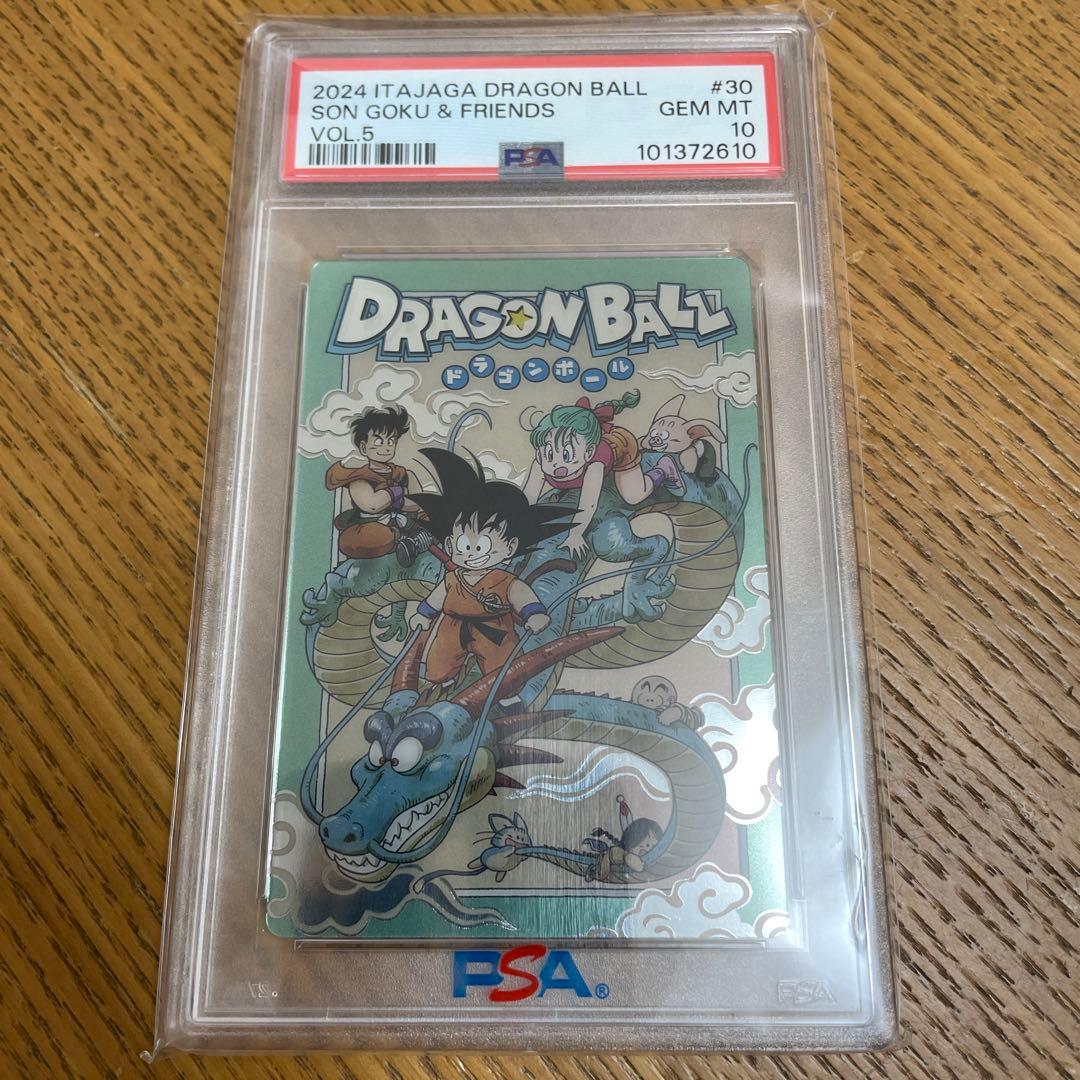 2024 ITAJAGA DRAGON BALL #30
SON GOKU & FRIENDS GEM MT
VOL.5 10
PSA 101372610
DRAGON BALL
ドラゴンボール
PSA®
PSA